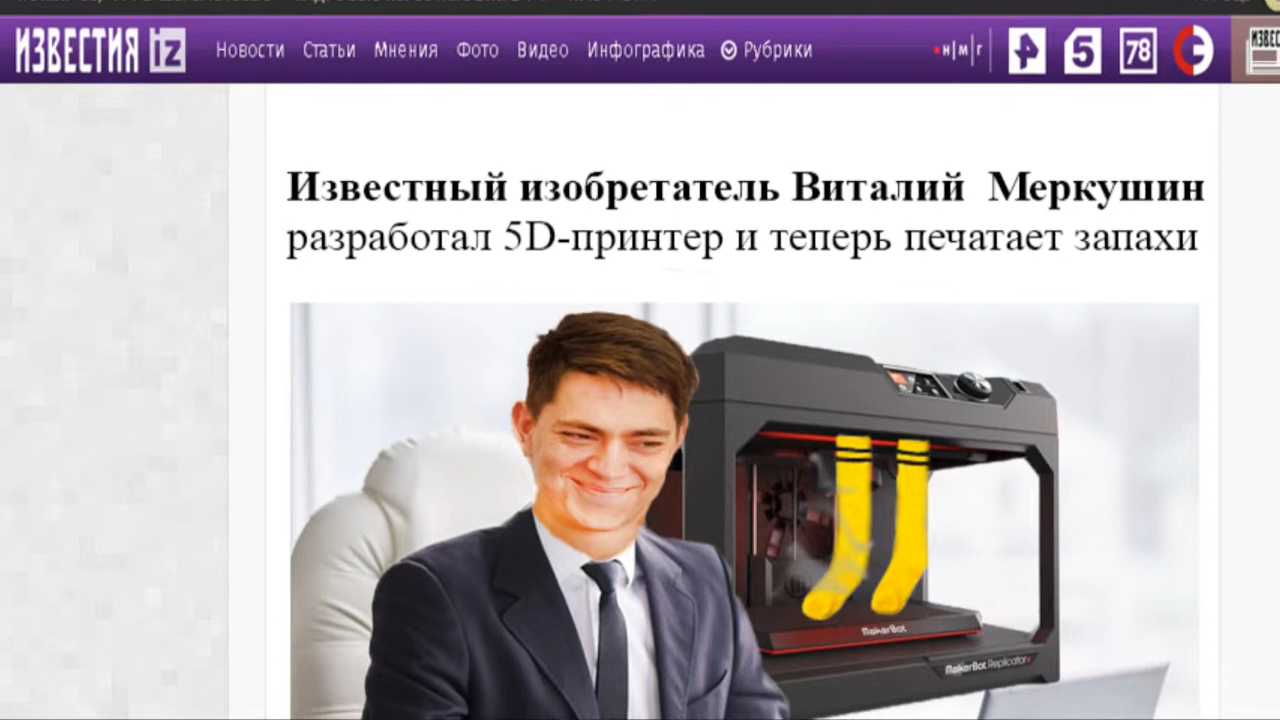 ИЗВЕСТИЯ iz Новости Статьи Мнения Фото Видео Инфографика Рубрики н|м|г 5 78
Известный изобретатель Виталий Меркушин
разработал 5D-принтер и теперь печатает запахи
MakerBot
MakerBot Replicator+